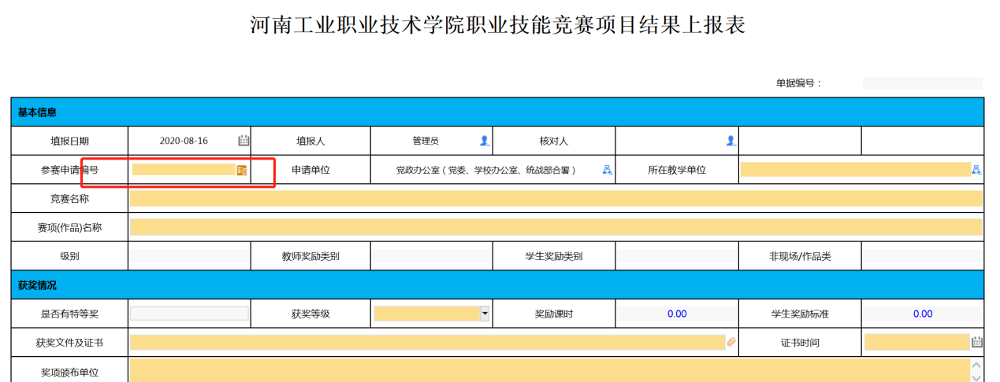 河南工业职业技术学院职业技能竞赛项目结果上报表
单据编号：
基本信息
填报日期 2020-08-16 填报人 管理员 核对人
参赛申请编号 申请单位 党政办公室（党委、学校办公室、统战部合署） 所在教学单位
竞赛名称
赛项(作品)名称
级别 教师奖励类别 学生奖励类别 非现场/作品类
获奖情况
是否有特等奖 获奖等级 奖励课时 0.00 学生奖励标准 0.00
获奖文件及证书 证书时间
奖项颁布单位